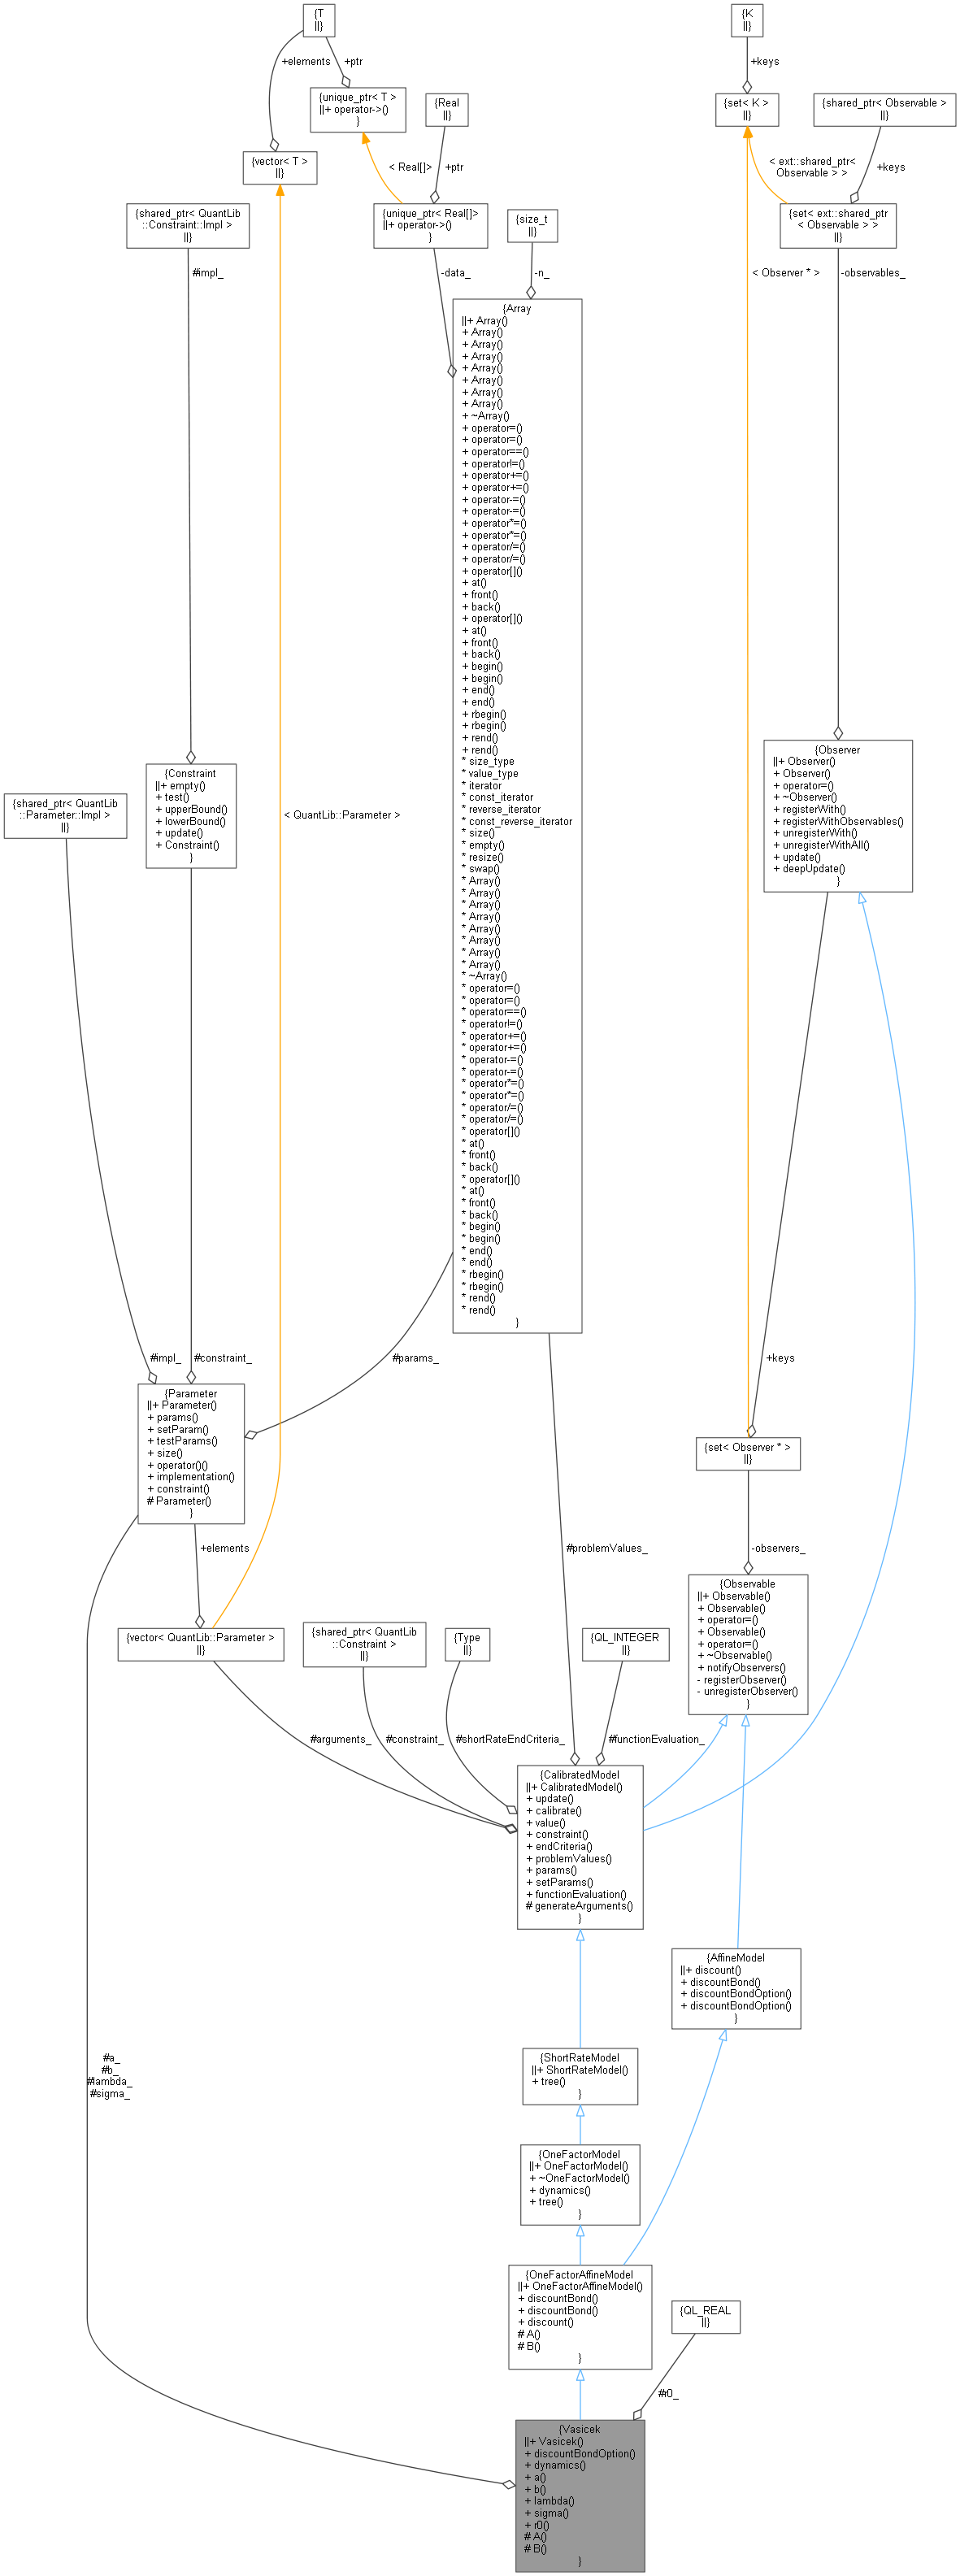 {T
||}
{K
||}
+elements
+ptr
+keys
{unique_ptr< T >
||+ operator->()
}
{Real
||}
{set< K >
||}
{shared_ptr< Observable >
||}
{vector< T >
||}
< Real[]>
+ptr
< ext::shared_ptr<
Observable > >
+keys
{shared_ptr< QuantLib
::Constraint::Impl >
||}
{unique_ptr< Real[]>
||+ operator->()
}
{size_t
||}
{set< ext::shared_ptr
< Observable > >
||}
#impl_
-data_
-n_
< Observer * >
-observables_
{Array
||+ Array()
+ Array()
+ Array()
+ Array()
+ Array()
+ Array()
+ Array()
+ Array()
+ ~Array()
+ operator=()
+ operator=()
+ operator==()
+ operator!=()
+ operator+=()
+ operator+=()
+ operator-=()
+ operator-=()
+ operator*=()
+ operator*=()
+ operator/=()
+ operator/=()
+ operator[]()
+ at()
+ front()
+ back()
+ operator[]()
+ at()
+ front()
+ back()
+ begin()
+ begin()
+ end()
+ end()
+ rbegin()
+ rbegin()
+ rend()
+ rend()
* size_type
* value_type
* iterator
* const_iterator
* reverse_iterator
* const_reverse_iterator
* size()
* empty()
* resize()
* swap()
* Array()
* Array()
* Array()
* Array()
* Array()
* Array()
* Array()
* Array()
* ~Array()
* operator=()
* operator=()
* operator==()
* operator!=()
* operator+=()
* operator+=()
* operator-=()
* operator-=()
* operator*=()
* operator*=()
* operator/=()
* operator/=()
* operator[]()
* at()
* front()
* back()
* operator[]()
* at()
* front()
* back()
* begin()
* begin()
* end()
* end()
* rbegin()
* rbegin()
* rend()
* rend()
}
{Observer
||+ Observer()
+ Observer()
+ operator=()
+ ~Observer()
+ registerWith()
+ registerWithObservables()
+ unregisterWith()
+ unregisterWithAll()
+ update()
+ deepUpdate()
}
{Constraint
||+ empty()
+ test()
+ upperBound()
+ lowerBound()
+ update()
+ Constraint()
}
{shared_ptr< QuantLib
::Parameter::Impl >
||}
< QuantLib::Parameter >
#impl_
#constraint_
#params_
+keys
{Parameter
||+ Parameter()
+ params()
+ setParam()
+ testParams()
+ size()
+ operator()()
+ implementation()
+ constraint()
# Parameter()
}
{set< Observer * >
||}
+elements
#problemValues_
-observers_
{Observable
||+ Observable()
+ Observable()
+ operator=()
+ Observable()
+ operator=()
+ ~Observable()
+ notifyObservers()
- registerObserver()
- unregisterObserver()
}
{vector< QuantLib::Parameter >
||}
{shared_ptr< QuantLib
::Constraint >
||}
{Type
||}
{QL_INTEGER
||}
#arguments_
#constraint_
#shortRateEndCriteria_
#functionEvaluation_
{CalibratedModel
||+ CalibratedModel()
+ update()
+ calibrate()
+ value()
+ constraint()
+ endCriteria()
+ problemValues()
+ params()
+ setParams()
+ functionEvaluation()
# generateArguments()
}
{AffineModel
||+ discount()
+ discountBond()
+ discountBondOption()
+ discountBondOption()
}
#a_
#b_
#lambda_
#sigma_
{ShortRateModel
||+ ShortRateModel()
+ tree()
}
{OneFactorModel
||+ OneFactorModel()
+ ~OneFactorModel()
+ dynamics()
+ tree()
}
{OneFactorAffineModel
||+ OneFactorAffineModel()
+ discountBond()
+ discountBond()
+ discount()
# A()
# B()
}
{QL_REAL
||}
#r0_
{Vasicek
||+ Vasicek()
+ discountBondOption()
+ dynamics()
+ a()
+ b()
+ lambda()
+ sigma()
+ r0()
# A()
# B()
}